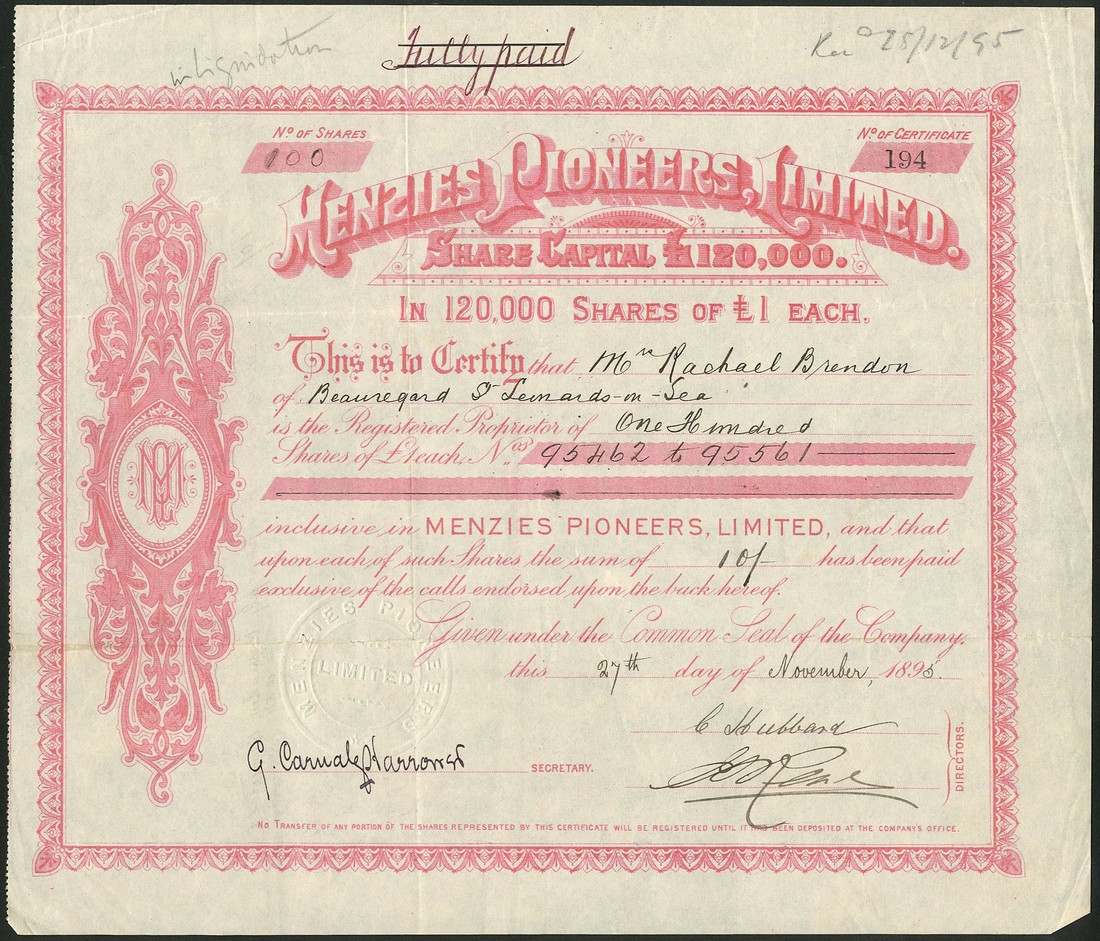 in liquidation
Fully paid
25/12/95
No OF SHARES
100
No OF CERTIFICATE
194
MENZIES PIONEERS, LIMITED.
SHARE CAPITAL £120,000.
IN 120,000 SHARES OF £1 EACH.
This is to Certify that Mrs Rachael Brendon
of Beauregard St Leonards-on-Sea
is the Registered Proprietor of One Hundred
Shares of £1 each, Nos 95462 to 95561
inclusive in MENZIES PIONEERS, LIMITED, and that
upon each of such Shares the sum of 10/- has been paid
exclusive of the calls endorsed upon the back hereof.
Given under the Common Seal of the Company,
this 27th day of November, 1895.
MENZIES PIONEERS
LIMITED
C Hubbard
DIRECTORS.
G. SECRETARY.
NO TRANSFER OF ANY PORTION OF THE SHARES REPRESENTED BY THIS CERTIFICATE WILL BE REGISTERED UNTIL IT HAS BEEN DEPOSITED AT THE COMPANY'S OFFICE.